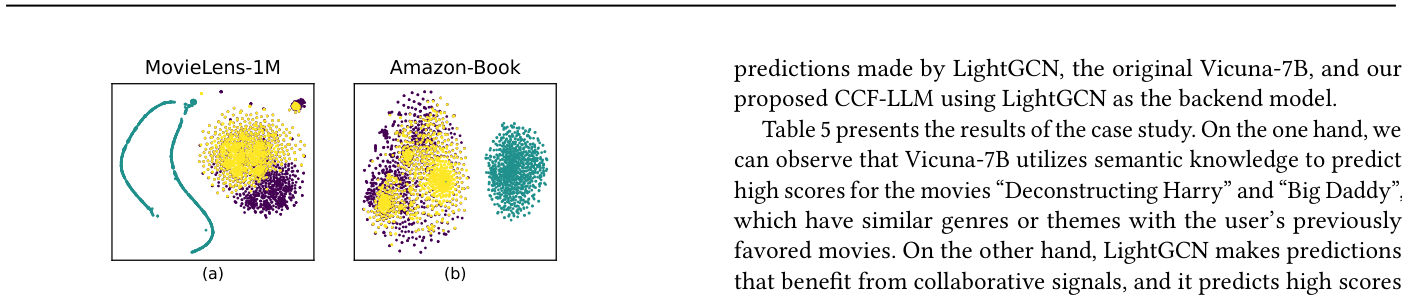 MovieLens-1M
Amazon-Book
(a)
(b)
predictions made by LightGCN, the original Vicuna-7B, and our
proposed CCF-LLM using LightGCN as the backend model.
Table 5 presents the results of the case study. On the one hand, we
can observe that Vicuna-7B utilizes semantic knowledge to predict
high scores for the movies “Deconstructing Harry” and “Big Daddy”,
which have similar genres or themes with the user’s previously
favored movies. On the other hand, LightGCN makes predictions
that benefit from collaborative signals, and it predicts high scores